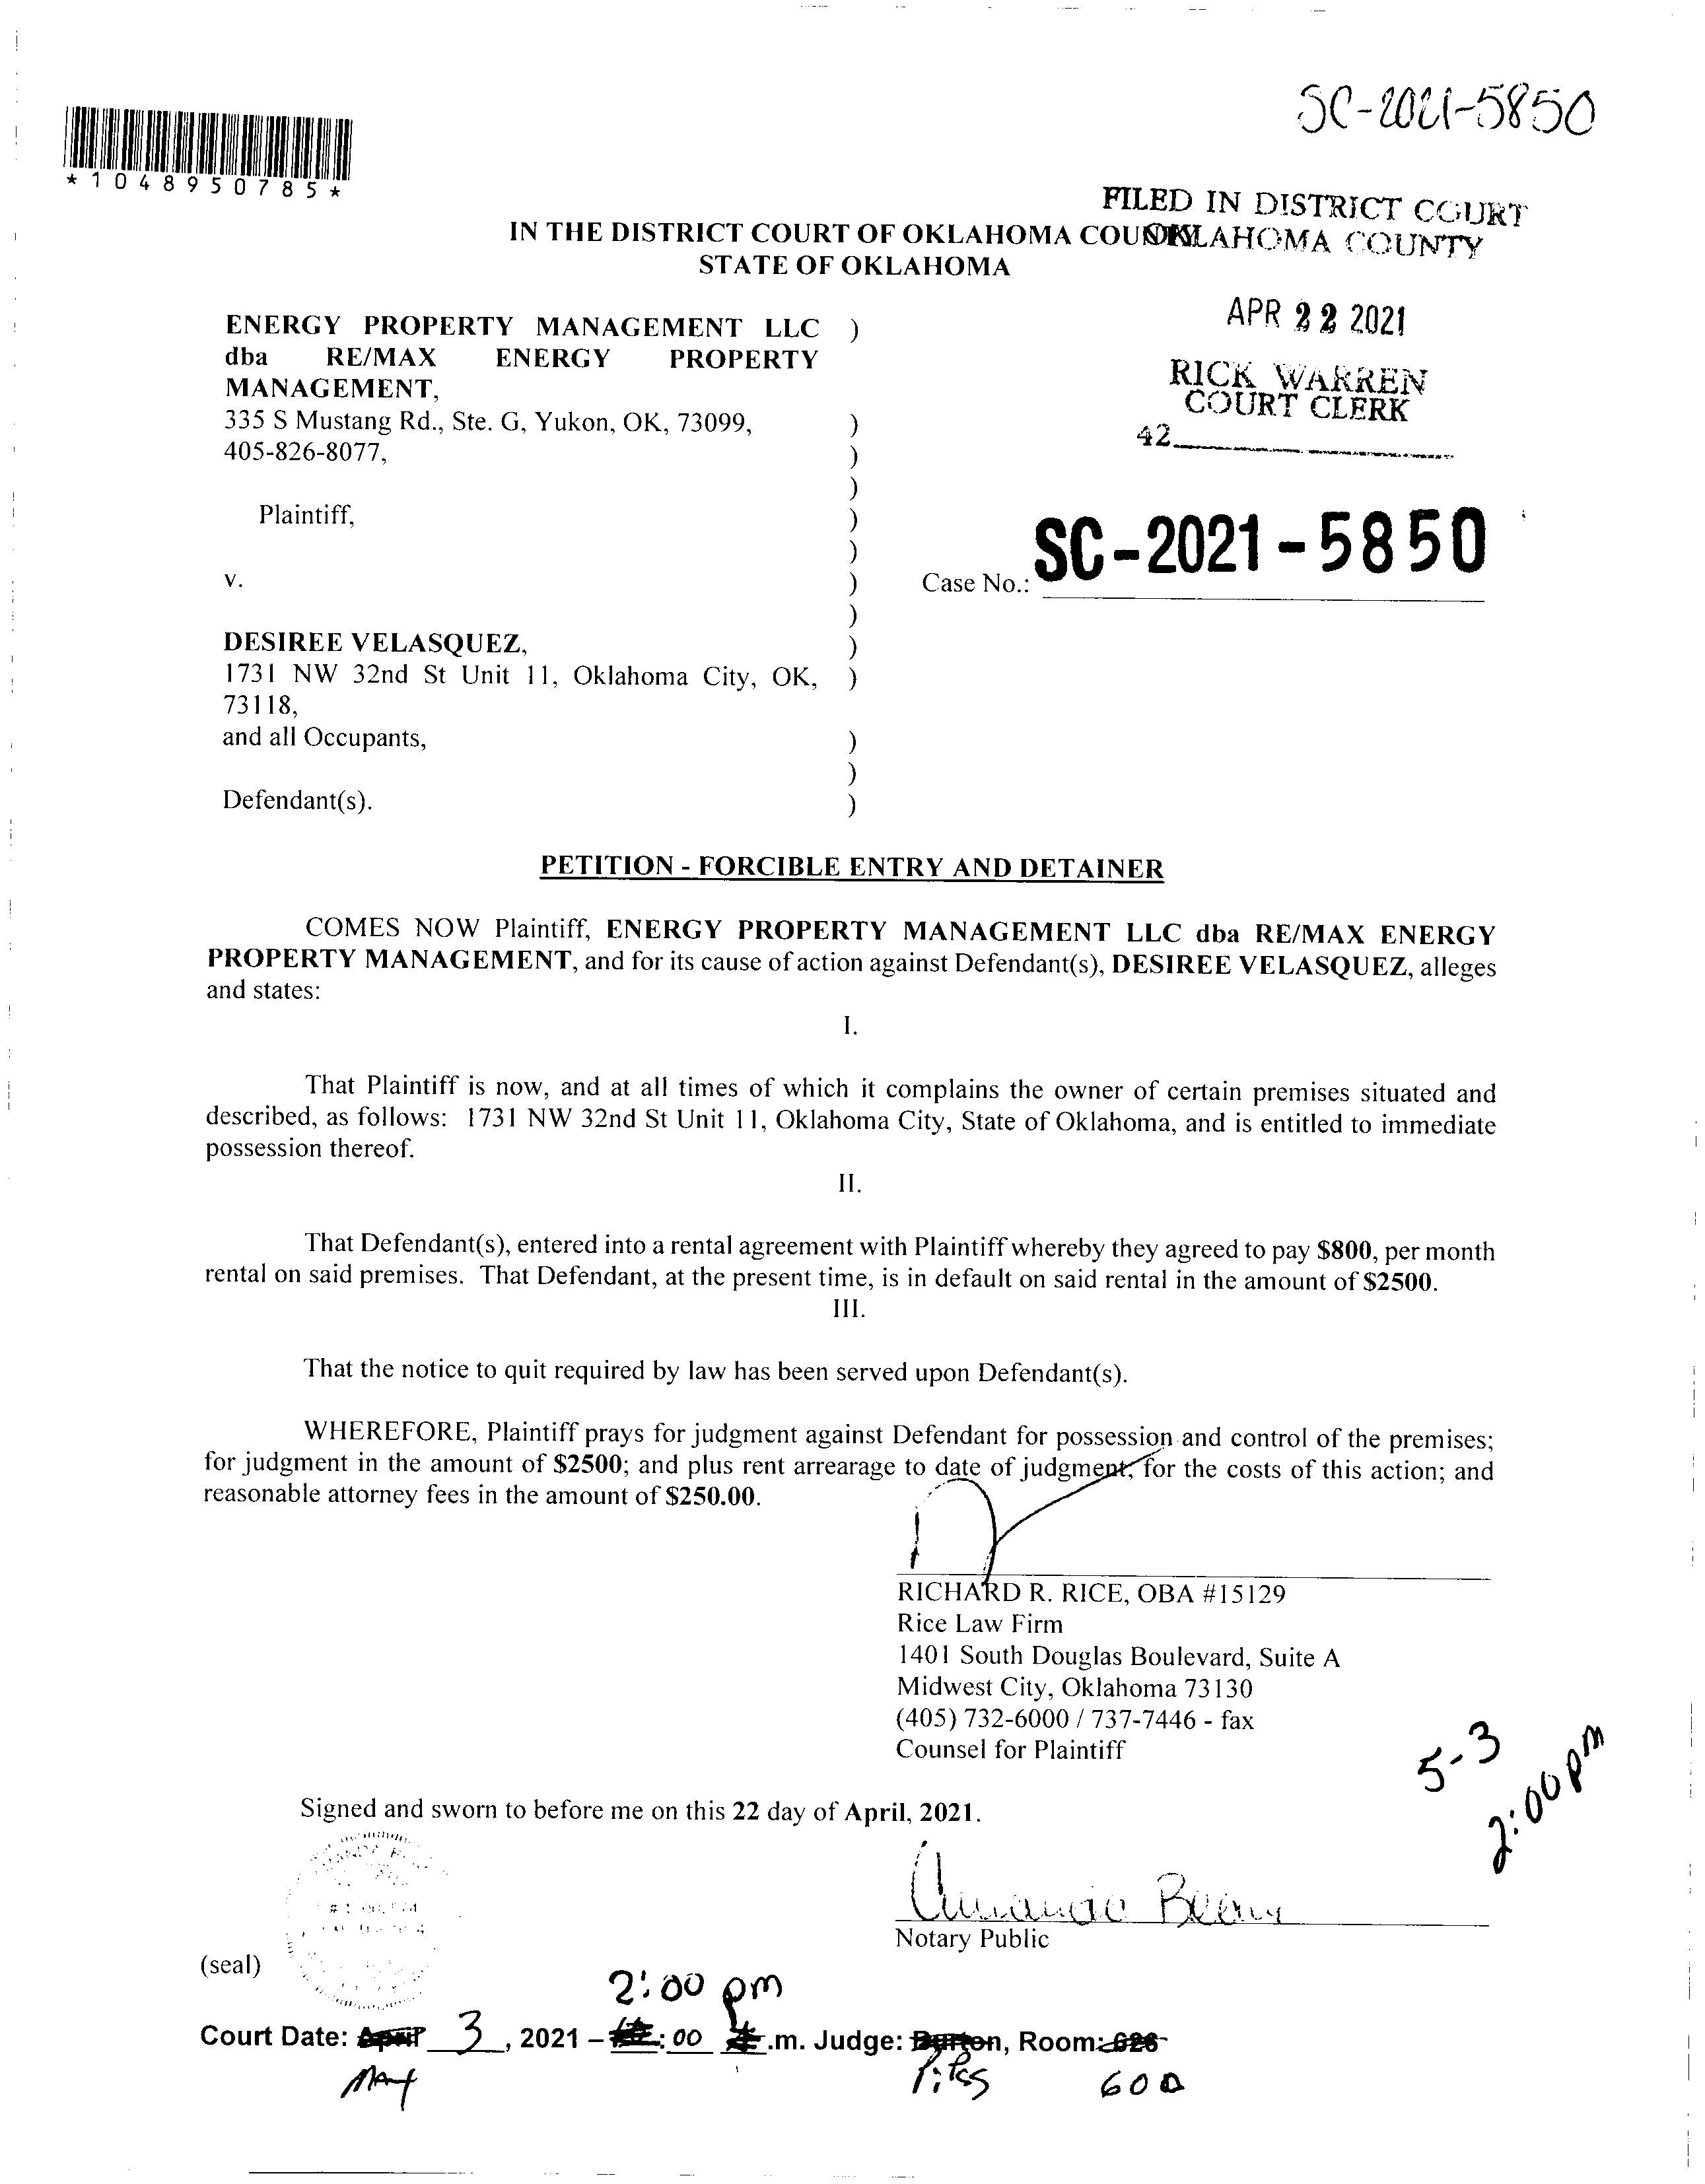 SC-2021-5850
*1048950785*
FILED IN DISTRICT COURT
OKLAHOMA COUNTY
IN THE DISTRICT COURT OF OKLAHOMA COUNTY
STATE OF OKLAHOMA
APR 22 2021
RICK WARREN
COURT CLERK
42
ENERGY PROPERTY MANAGEMENT LLC )
dba RE/MAX ENERGY PROPERTY
MANAGEMENT,
335 S Mustang Rd., Ste. G, Yukon, OK, 73099, )
405-826-8077, )
)
Plaintiff, )
)
v. )
Case No.: SC-2021-5850
)
DESIREE VELASQUEZ, )
1731 NW 32nd St Unit 11, Oklahoma City, OK, )
73118,
and all Occupants, )
)
Defendant(s). )
PETITION - FORCIBLE ENTRY AND DETAINER
COMES NOW Plaintiff, ENERGY PROPERTY MANAGEMENT LLC dba RE/MAX ENERGY
PROPERTY MANAGEMENT, and for its cause of action against Defendant(s), DESIREE VELASQUEZ, alleges
and states:
I.
That Plaintiff is now, and at all times of which it complains the owner of certain premises situated and
described, as follows: 1731 NW 32nd St Unit 11, Oklahoma City, State of Oklahoma, and is entitled to immediate
possession thereof.
II.
That Defendant(s), entered into a rental agreement with Plaintiff whereby they agreed to pay $800, per month
rental on said premises. That Defendant, at the present time, is in default on said rental in the amount of $2500.
III.
That the notice to quit required by law has been served upon Defendant(s).
WHEREFORE, Plaintiff prays for judgment against Defendant for possession and control of the premises;
for judgment in the amount of $2500; and plus rent arrearage to date of judgment; for the costs of this action; and
reasonable attorney fees in the amount of $250.00.
RICHARD R. RICE, OBA #15129
Rice Law Firm
1401 South Douglas Boulevard, Suite A
Midwest City, Oklahoma 73130
(405) 732-6000 / 737-7446 - fax
Counsel for Plaintiff
5-3
2:00 pm
Signed and sworn to before me on this 22 day of April, 2021.
Notary Public
(seal)
2:00 pm
Court Date: April 3, 2021 – :00 .m. Judge: Burton, Room: 626
MAY
600